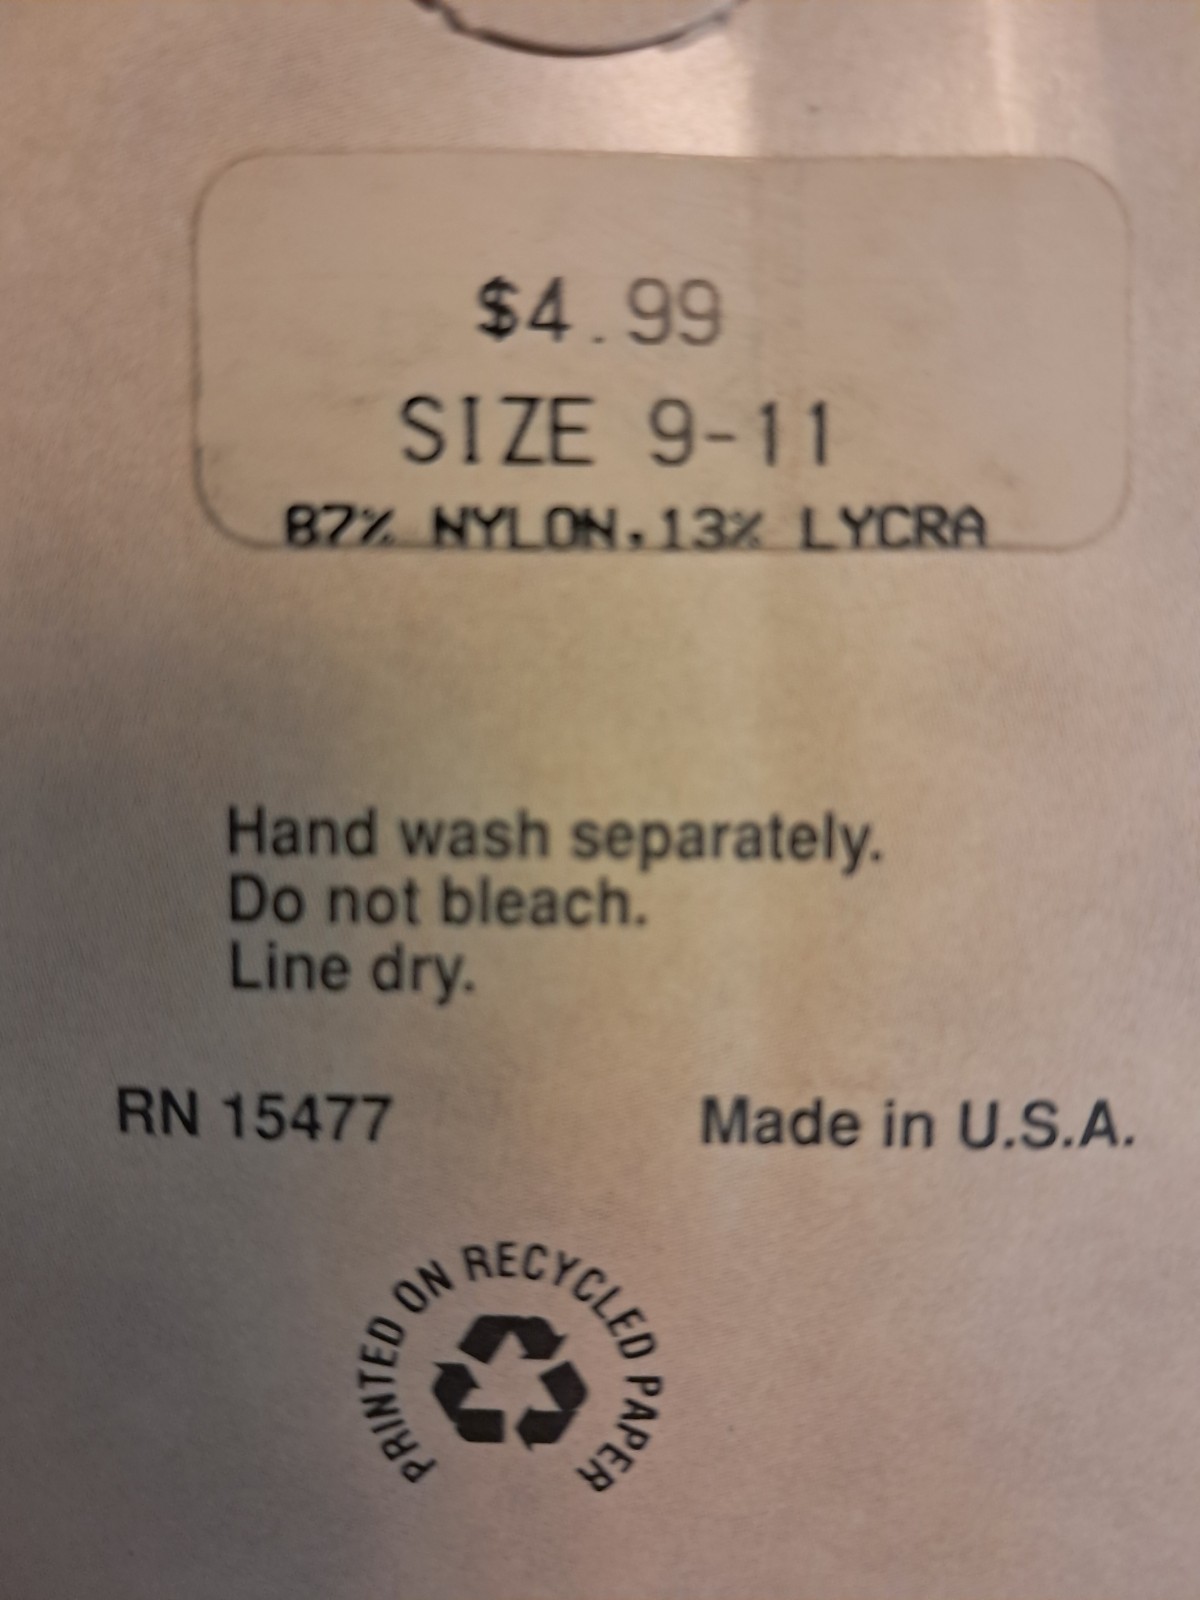 $4.99
SIZE 9-11
87% NYLON,13% LYCRA
Hand wash separately.
Do not bleach.
Line dry.
RN 15477
Made in U.S.A.
PRINTED ON RECYCLED PAPER